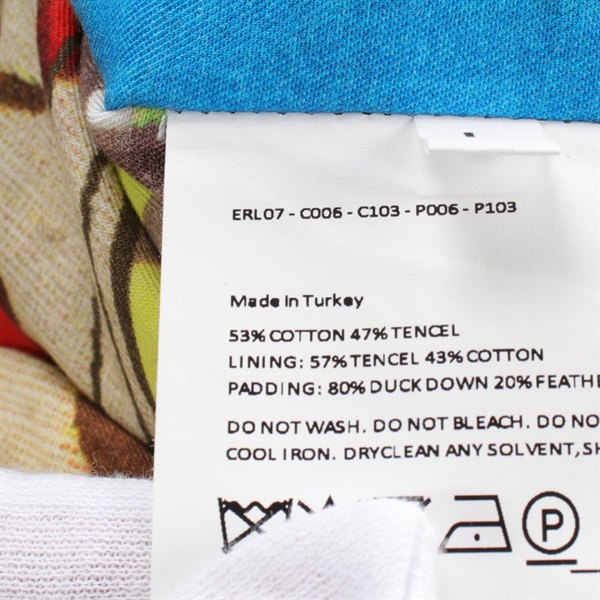 ERL07 - C006 - C103 - P006 - P103
Made in Turkey
53% COTTON 47% TENCEL
LINING: 57% TENCEL 43% COTTON
PADDING: 80% DUCK DOWN 20% FEATHE
DO NOT WASH. DO NOT BLEACH. DO NO
COOL IRON. DRYCLEAN ANY SOLVENT, SH
P